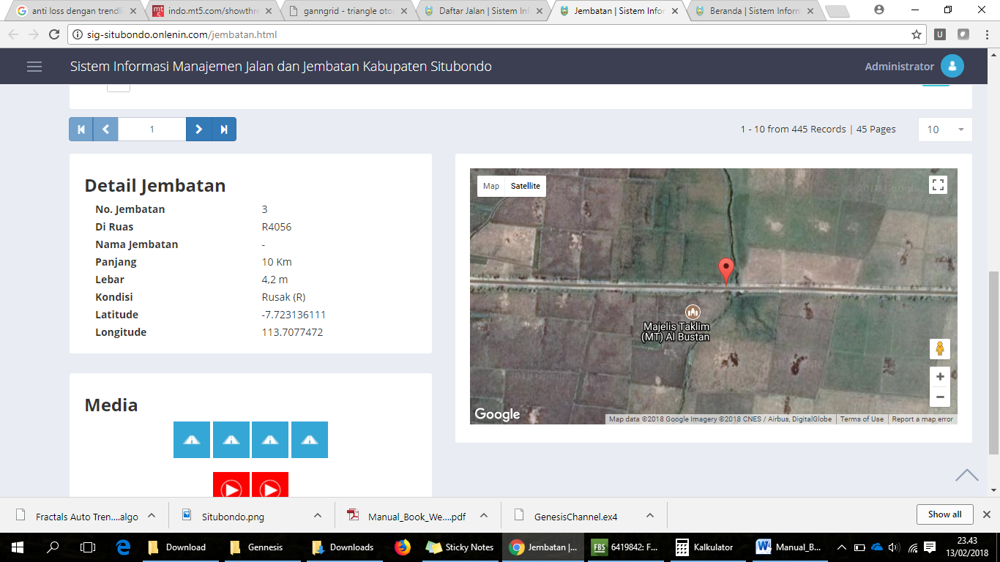 anti loss dengan trendl
indo.mt5.com/showthre
ganngrid - triangle oto
Daftar Jalan | Sistem Inf
Jembatan | Sistem Infor
Beranda | Sistem Inform
sig-situbondo.onlenin.com/jembatan.html
Sistem Informasi Manajemen Jalan dan Jembatan Kabupaten Situbondo
Administrator
1
1 - 10 from 445 Records | 45 Pages
10
Detail Jembatan
No. Jembatan 3
Di Ruas R4056
Nama Jembatan -
Panjang 10 Km
Lebar 4,2 m
Kondisi Rusak (R)
Latitude -7.723136111
Longitude 113.7077472
Media
Map Satellite
Majelis Taklim
(MT) Al Bustan
Google
Map data ©2018 Google Imagery ©2018 CNES / Airbus, DigitalGlobe
Terms of Use
Report a map error
Fractals Auto Tren....algo
Situbondo.png
Manual_Book_We....pdf
GenesisChannel.ex4
Show all
Download
Gennesis
Downloads
Sticky Notes
Jembatan |...
FBS 6419842: F...
Kalkulator
Manual_B...
23.43
13/02/2018